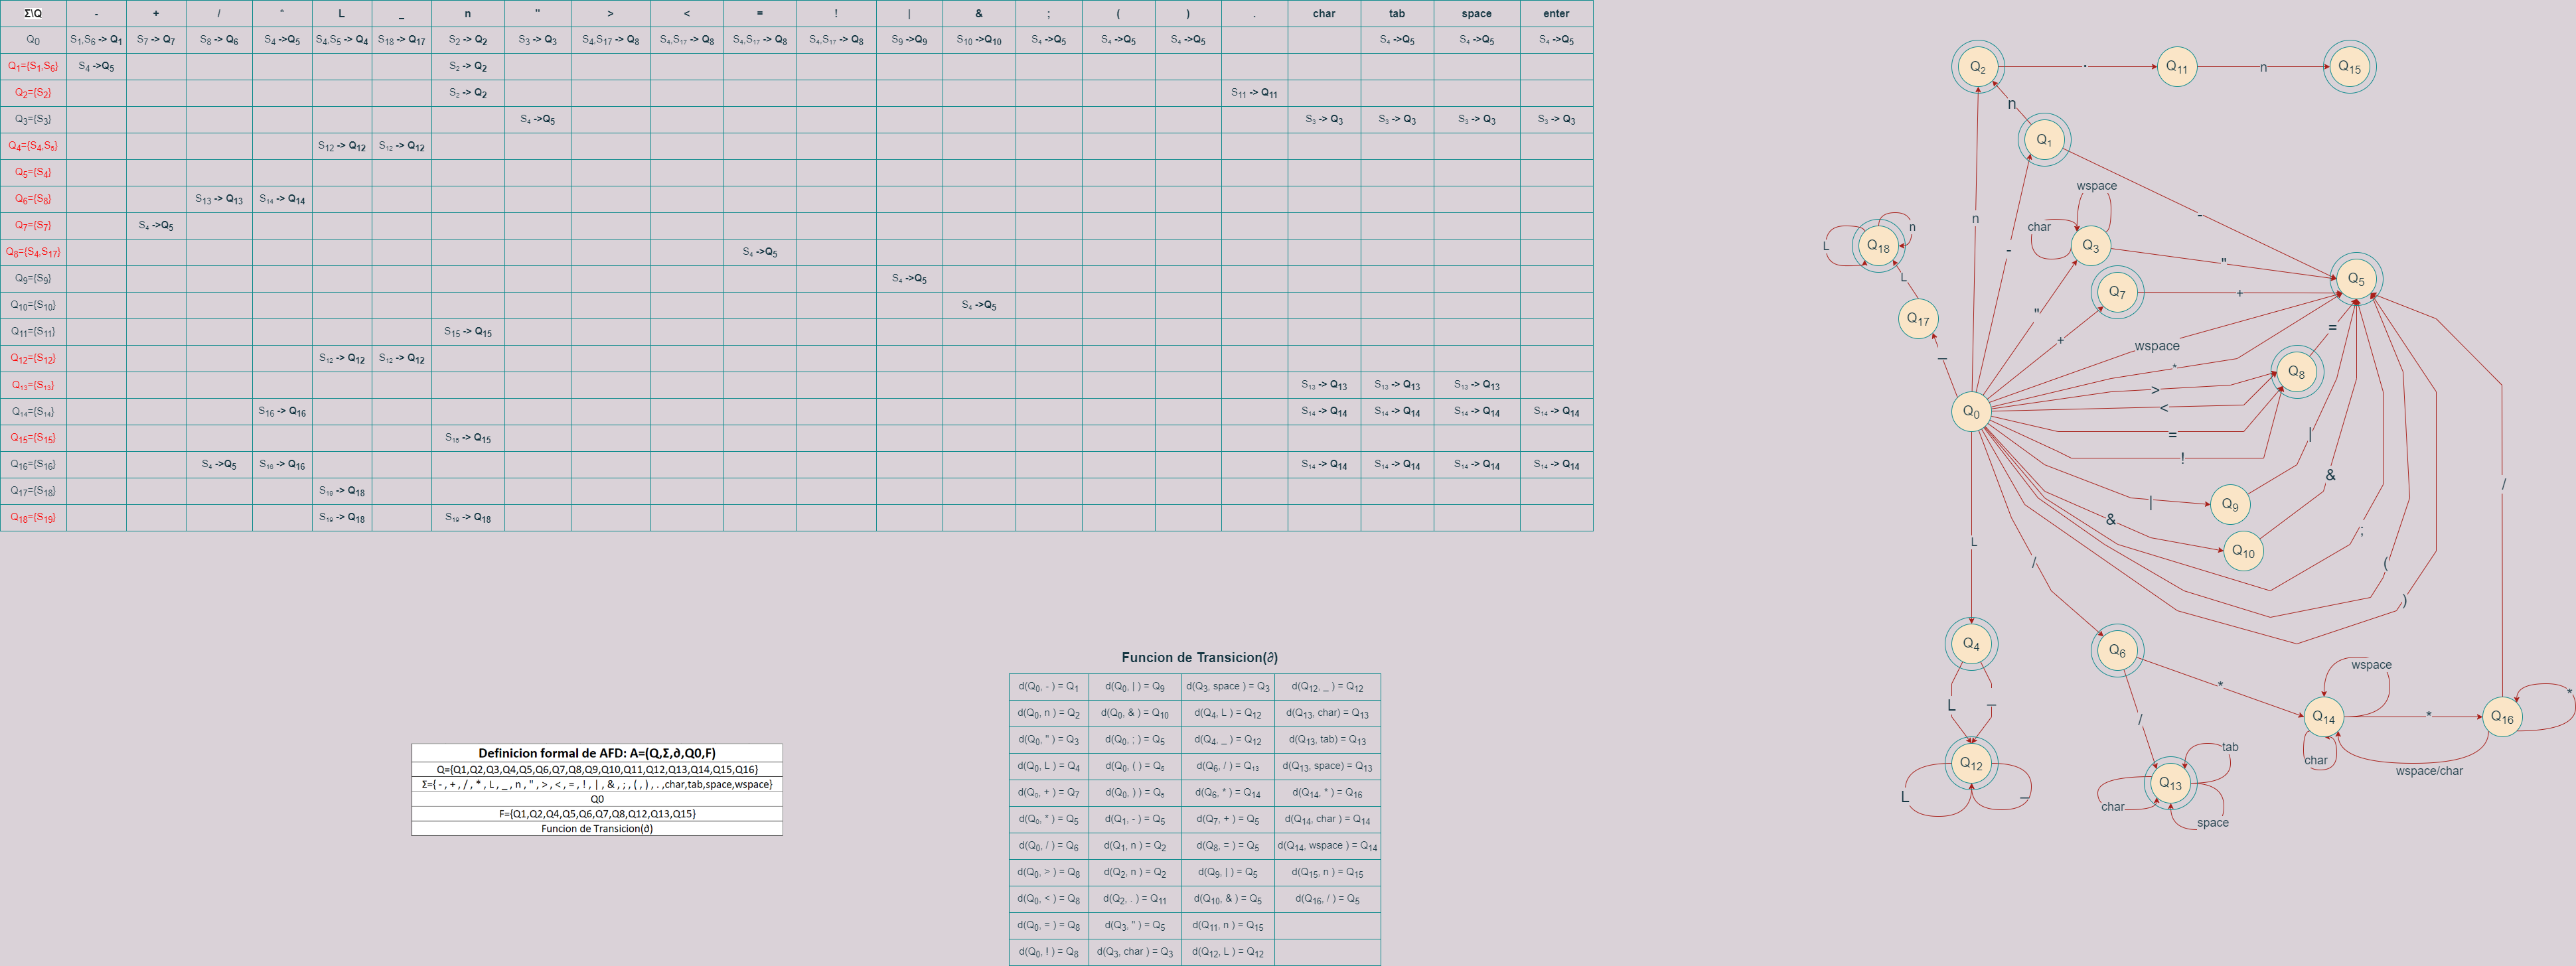 Σ\Q - + / * L _ n " > < = ! | & ; ( ) . char tab space enter
Q0 S1,S6 -> Q1 S7 -> Q7 S8 -> Q6 S4 ->Q5 S4,S5 -> Q4 S18 -> Q17 S2 -> Q2 S3 -> Q3 S4,S17 -> Q8 S4,S17 -> Q8 S4,S17 -> Q8 S4,S17 -> Q8 S9 ->Q9 S10 ->Q10 S4 ->Q5 S4 ->Q5 S4 ->Q5 S4 ->Q5 S4 ->Q5 S4 ->Q5
Q1={S1,S6} S4 ->Q5 S2 -> Q2
Q2={S2} S2 -> Q2 S11 -> Q11
Q3={S3} S4 ->Q5 S3 -> Q3 S3 -> Q3 S3 -> Q3 S3 -> Q3
Q4={S4,S5} S12 -> Q12 S12 -> Q12
Q5={S4}
Q6={S8} S13 -> Q13 S14 -> Q14
Q7={S7} S4 ->Q5
Q8={S4,S17} S4 ->Q5
Q9={S9} S4 ->Q5
Q10={S10} S4 ->Q5
Q11={S11} S15 -> Q15
Q12={S12} S12 -> Q12 S12 -> Q12
Q13={S13} S13 -> Q13 S13 -> Q13 S13 -> Q13
Q14={S14} S16 -> Q16 S14 -> Q14 S14 -> Q14 S14 -> Q14 S14 -> Q14
Q15={S15} S15 -> Q15
Q16={S16} S4 ->Q5 S16 -> Q16 S14 -> Q14 S14 -> Q14 S14 -> Q14 S14 -> Q14
Q17={S18} S19 -> Q18
Q18={S19} S19 -> Q18 S19 -> Q18
Funcion de Transicion(∂)
d(Q0, - ) = Q1 d(Q0, | ) = Q9 d(Q3, space ) = Q3 d(Q12, _ ) = Q12
d(Q0, n ) = Q2 d(Q0, & ) = Q10 d(Q4, L ) = Q12 d(Q13, char) = Q13
d(Q0, " ) = Q3 d(Q0, ; ) = Q5 d(Q4, _ ) = Q12 d(Q13, tab) = Q13
d(Q0, L ) = Q4 d(Q0, ( ) = Q5 d(Q6, / ) = Q13 d(Q13, space) = Q13
d(Q0, + ) = Q7 d(Q0, ) ) = Q5 d(Q6, * ) = Q14 d(Q14, * ) = Q16
d(Q0, * ) = Q5 d(Q1, - ) = Q5 d(Q7, + ) = Q5 d(Q14, char ) = Q14
d(Q0, / ) = Q6 d(Q1, n ) = Q2 d(Q8, = ) = Q5 d(Q14, wspace ) = Q14
d(Q0, > ) = Q8 d(Q2, n ) = Q2 d(Q9, | ) = Q5 d(Q15, n ) = Q15
d(Q0, < ) = Q8 d(Q2, . ) = Q11 d(Q10, & ) = Q5 d(Q16, / ) = Q5
d(Q0, = ) = Q8 d(Q3, " ) = Q5 d(Q11, n ) = Q15
d(Q0, ! ) = Q8 d(Q3, char ) = Q3 d(Q12, L ) = Q12
Definicion formal de AFD: A=(Q,Σ,∂,Q0,F)
Q={Q1,Q2,Q3,Q4,Q5,Q6,Q7,Q8,Q9,Q10,Q11,Q12,Q13,Q14,Q15,Q16}
Σ={ - , + , / , * , L , _ , n , " , > , < , = , ! , | , & , ; , ( , ) , . ,char,tab,space,wspace}
Q0
F={Q1,Q2,Q4,Q5,Q6,Q7,Q8,Q12,Q13,Q15}
Funcion de Transicion(∂)
Q2 . Q11 n Q15
n
Q1
n
-
-
wspace
char
Q3
"
"
L
Q18
n
L
Q17
_
Q7
+
+
Q5
wspace
*
>
<
=
!
=
Q8
Q0
|
|
Q9
&
&
Q10
;
(
)
/
L
/
Q4
L
_
Q12
L
_
Q6
*
/
Q13
tab
char
space
wspace
Q14
*
char
Q16
*
wspace/char